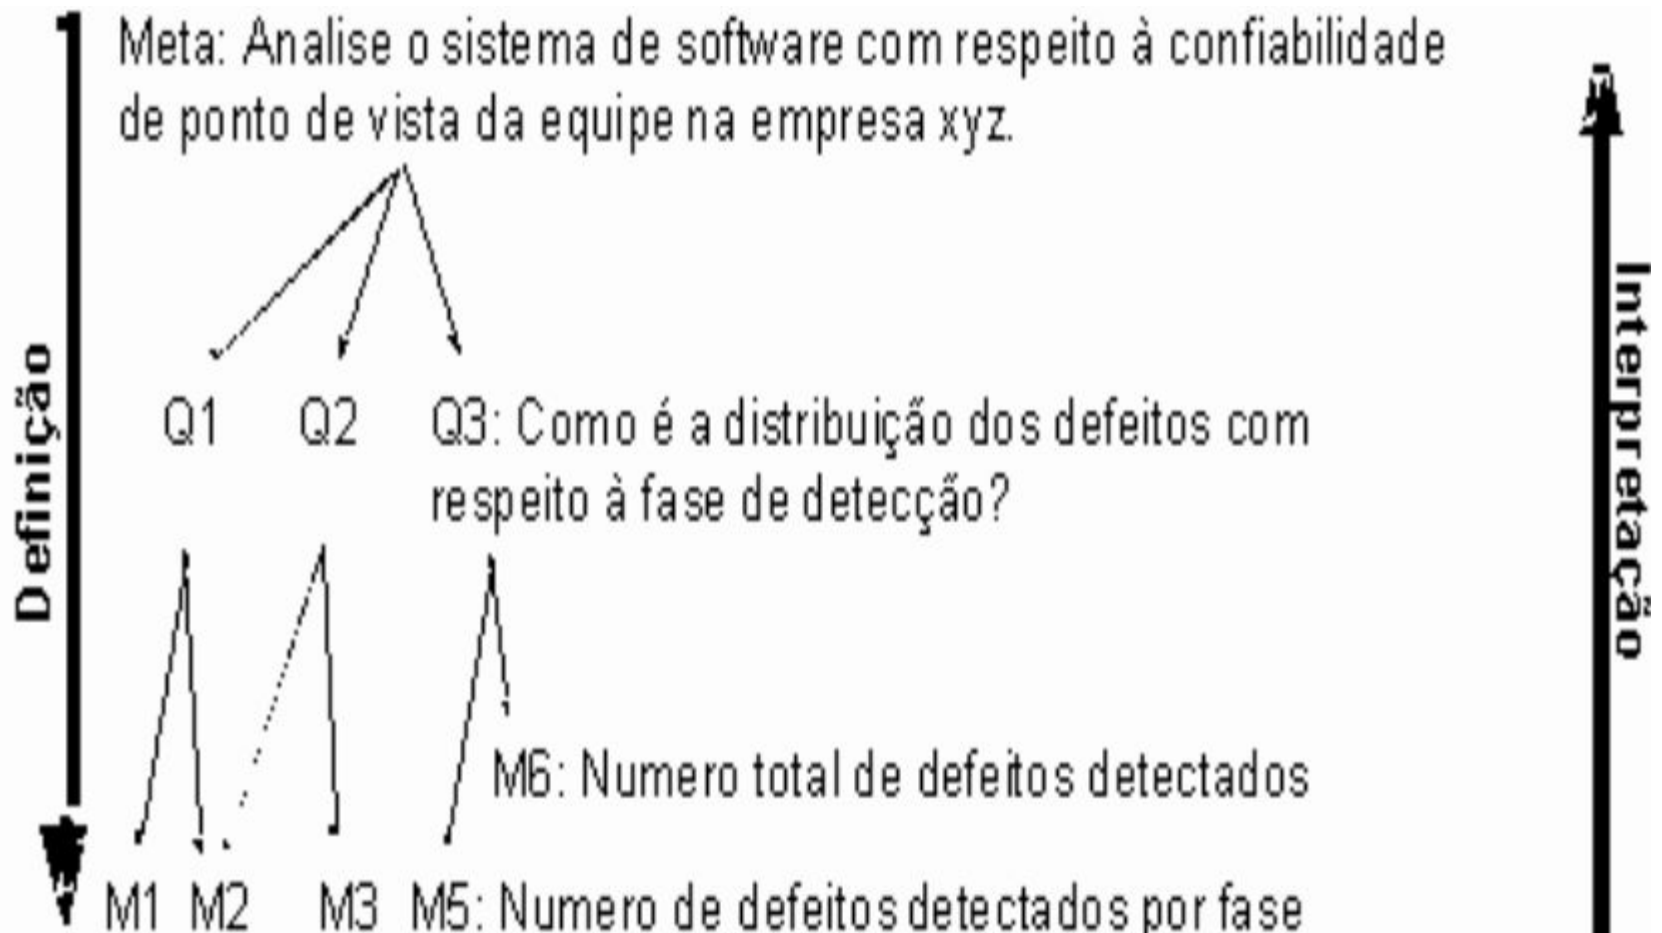 Meta: Analise o sistema de software com respeito à confiabilidade
de ponto de vista da equipe na empresa xyz.
Definição
Interpretação
Q1 Q2 Q3: Como é a distribuição dos defeitos com
respeito à fase de detecção?
M6: Numero total de defeitos detectados
M1 M2 M3 M5: Numero de defeitos detectados por fase